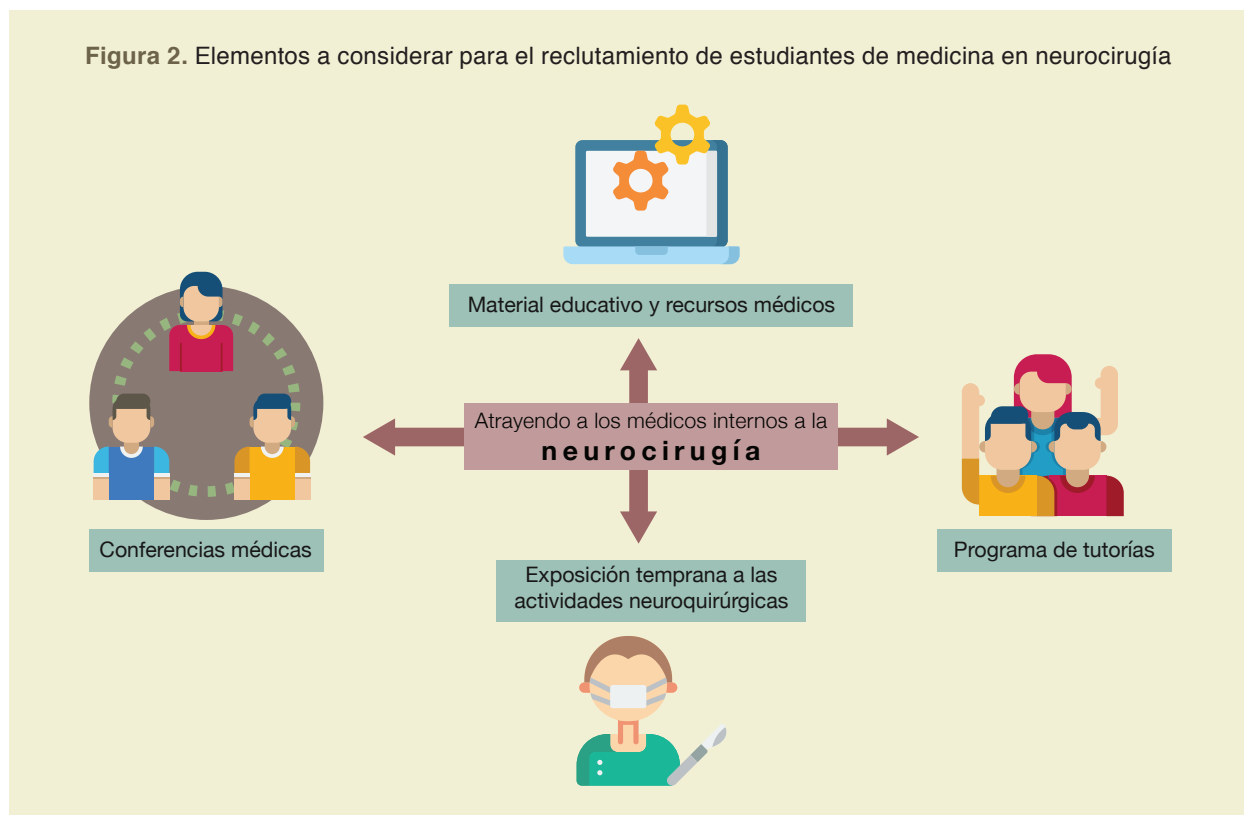 Figura 2. Elementos a considerar para el reclutamiento de estudiantes de medicina en neurocirugía
Material educativo y recursos médicos
Atrayendo a los médicos internos a la
neurocirugía
Conferencias médicas
Programa de tutorías
Exposición temprana a las
actividades neuroquirúrgicas